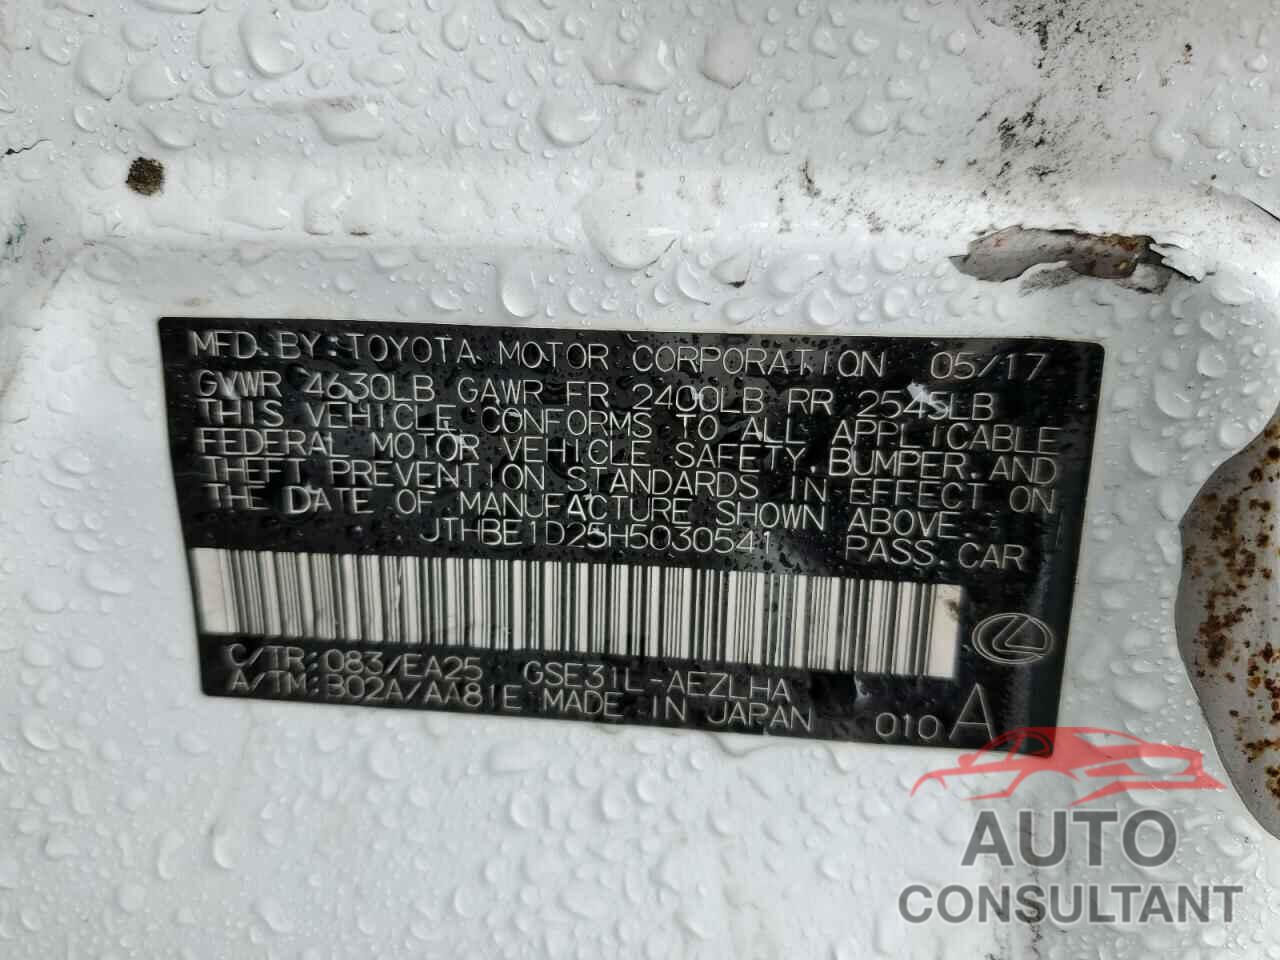 MFD. BY: TOYOTA MOTOR CORPORATION 05/17
GVWR 4630LB GAWR FR 2400LB RR 2545LB
THIS VEHICLE CONFORMS TO ALL APPLICABLE
FEDERAL MOTOR VEHICLE SAFETY, BUMPER, AND
THEFT PREVENTION STANDARDS IN EFFECT ON
THE DATE OF MANUFACTURE SHOWN ABOVE.
JTHBE1D25H5030541 PASS. CAR
C/TR: 083/EA25 GSE31L-AEZLHA
A/TM: B02A/AA81E MADE IN JAPAN 010 A
AUTO
CONSULTANT